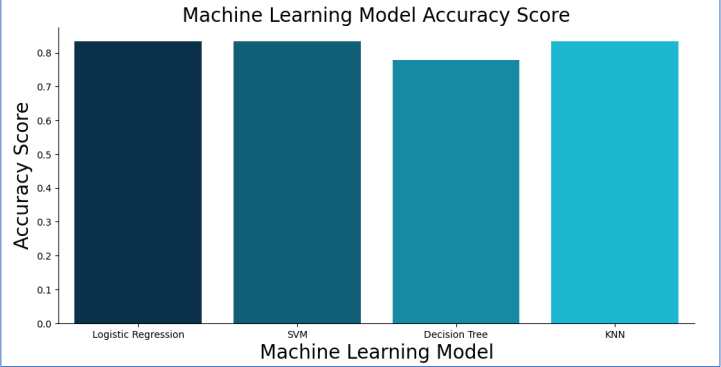 Machine Learning Model Accuracy Score
Accuracy Score
0.8
0.7
0.6
0.5
0.4
0.3
0.2
0.1
0.0
Logistic Regression SVM Decision Tree KNN
Machine Learning Model